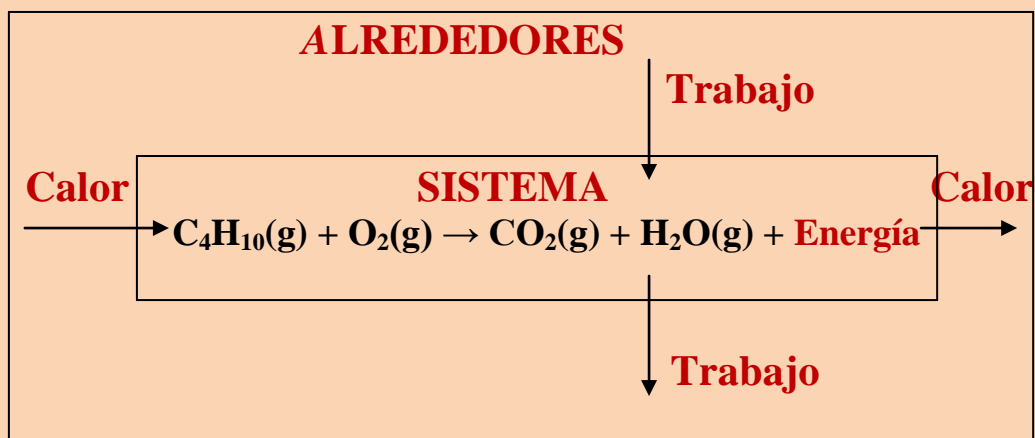 ALREDEDORES
Trabajo
Calor
SISTEMA
Calor
C₄H₁₀(g) + O₂(g) → CO₂(g) + H₂O(g) + Energía
Trabajo